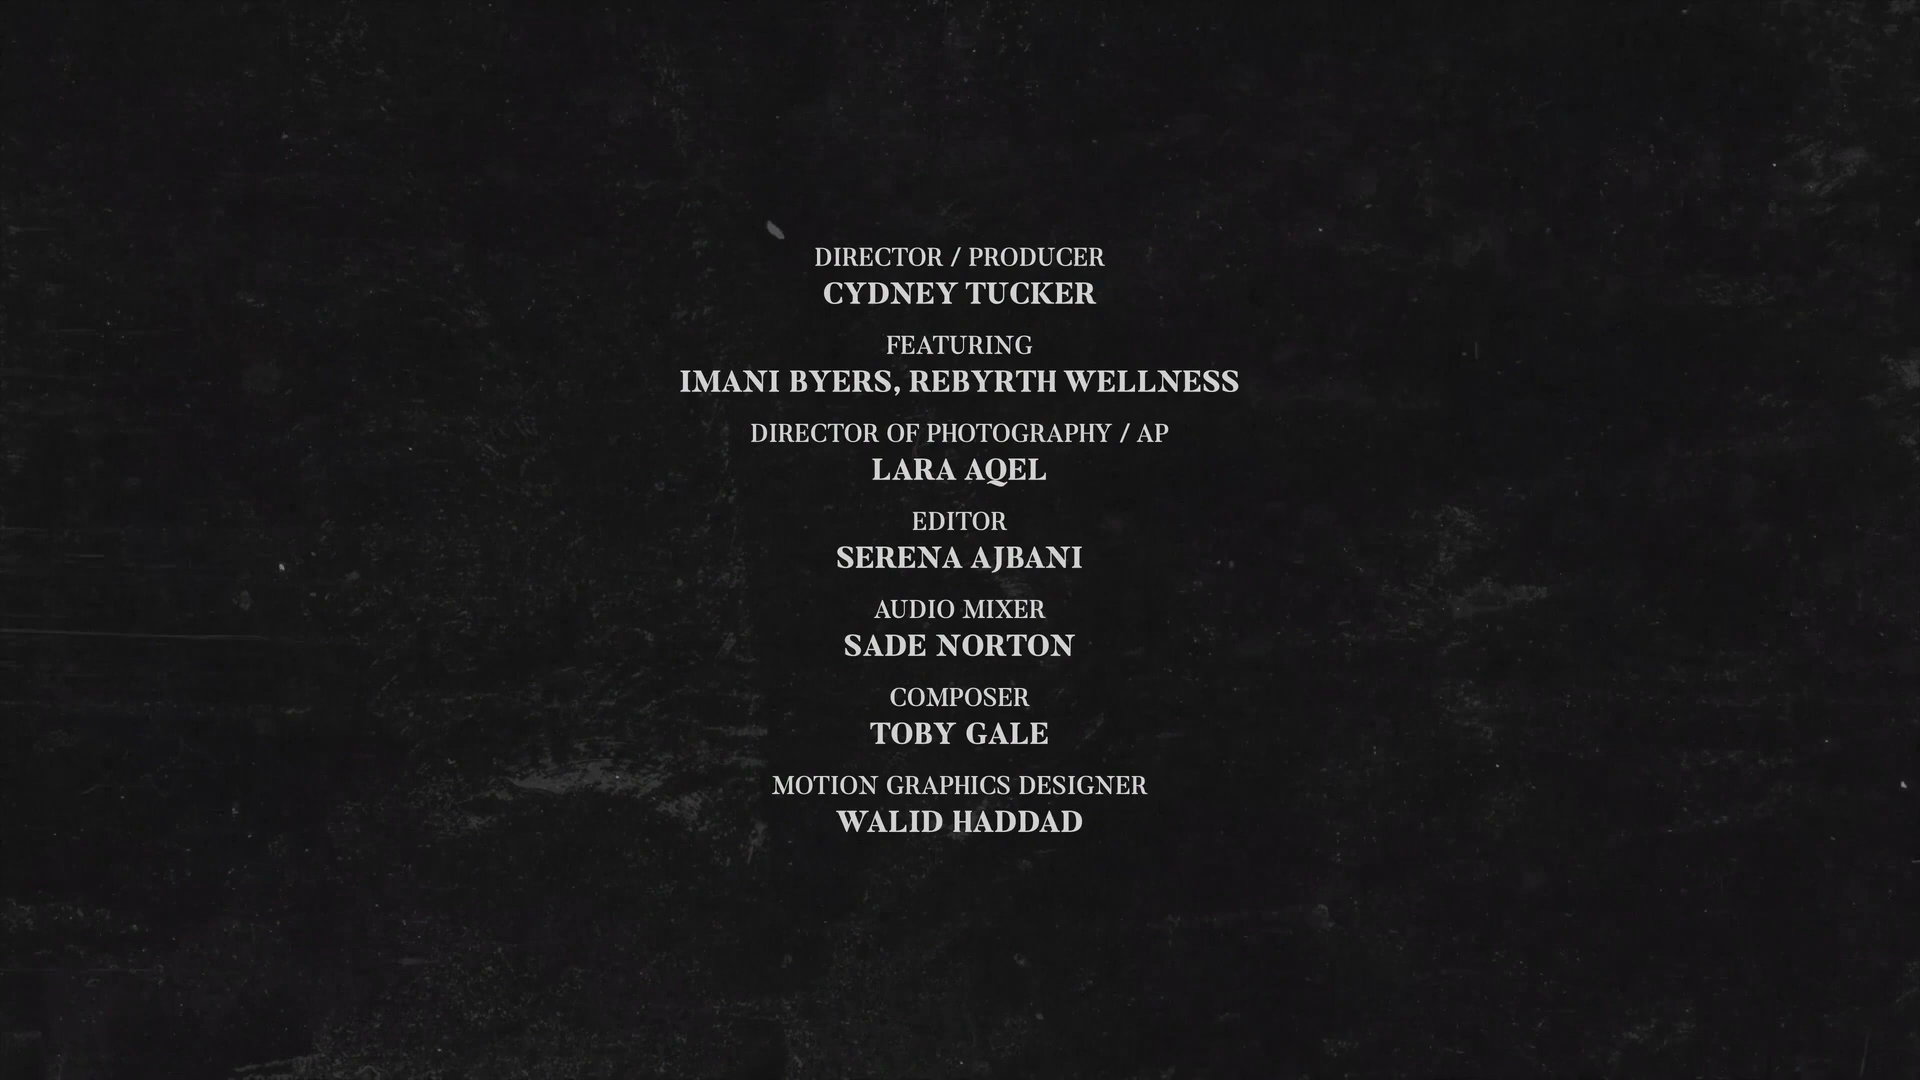 DIRECTOR / PRODUCER
CYDNEY TUCKER
FEATURING
IMANI BYERS, REBYRTH WELLNESS
DIRECTOR OF PHOTOGRAPHY / AP
LARA AQEL
EDITOR
SERENA AJBANI
AUDIO MIXER
SADE NORTON
COMPOSER
TOBY GALE
MOTION GRAPHICS DESIGNER
WALID HADDAD